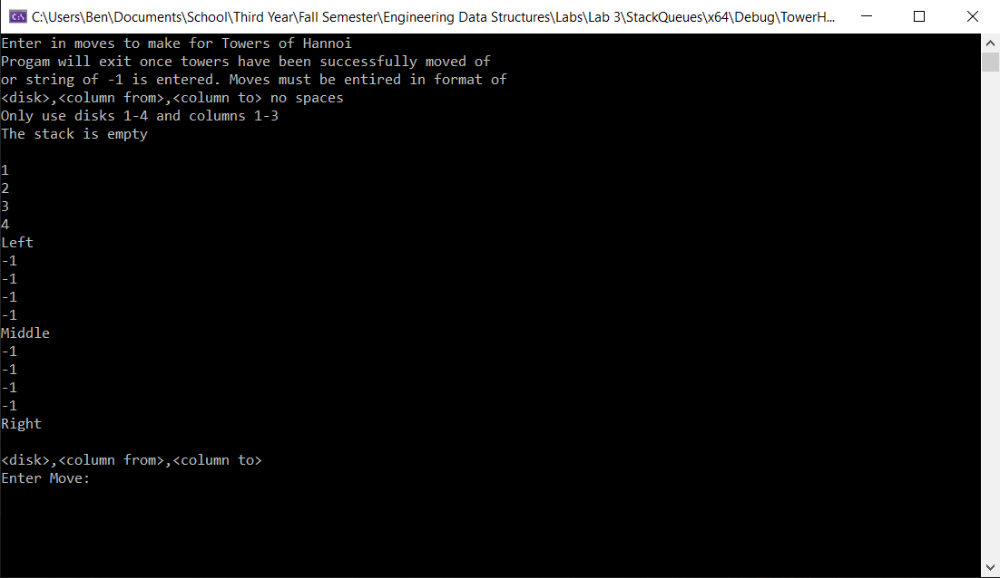 C:\Users\Ben\Documents\School\Third Year\Fall Semester\Engineering Data Structures\Labs\Lab 3\StackQueues\x64\Debug\TowerH...
Enter in moves to make for Towers of Hannoi
Progam will exit once towers have been successfully moved of
or string of -1 is entered. Moves must be entired in format of
<disk>,<column from>,<column to> no spaces
Only use disks 1-4 and columns 1-3
The stack is empty
1
2
3
4
Left
-1
-1
-1
-1
Middle
-1
-1
-1
-1
Right
<disk>,<column from>,<column to>
Enter Move: